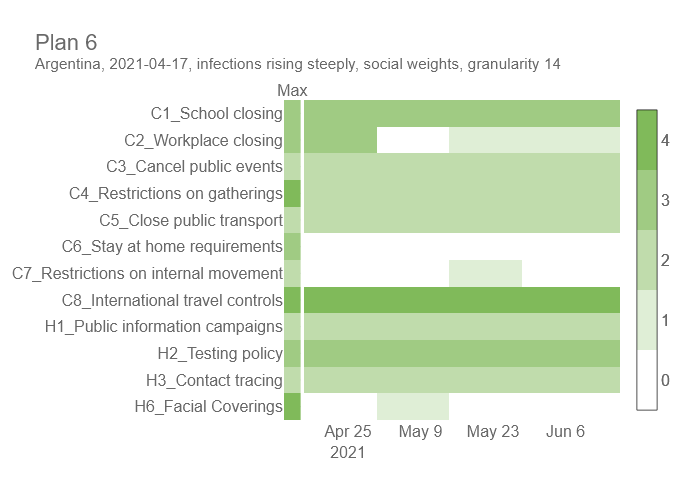 Plan 6
Argentina, 2021-04-17, infections rising steeply, social weights, granularity 14
Max
C1_School closing
C2_Workplace closing
C3_Cancel public events
C4_Restrictions on gatherings
C5_Close public transport
C6_Stay at home requirements
C7_Restrictions on internal movement
C8_International travel controls
H1_Public information campaigns
H2_Testing policy
H3_Contact tracing
H6_Facial Coverings
4
3
2
1
0
Apr 25 May 9 May 23 Jun 6
2021